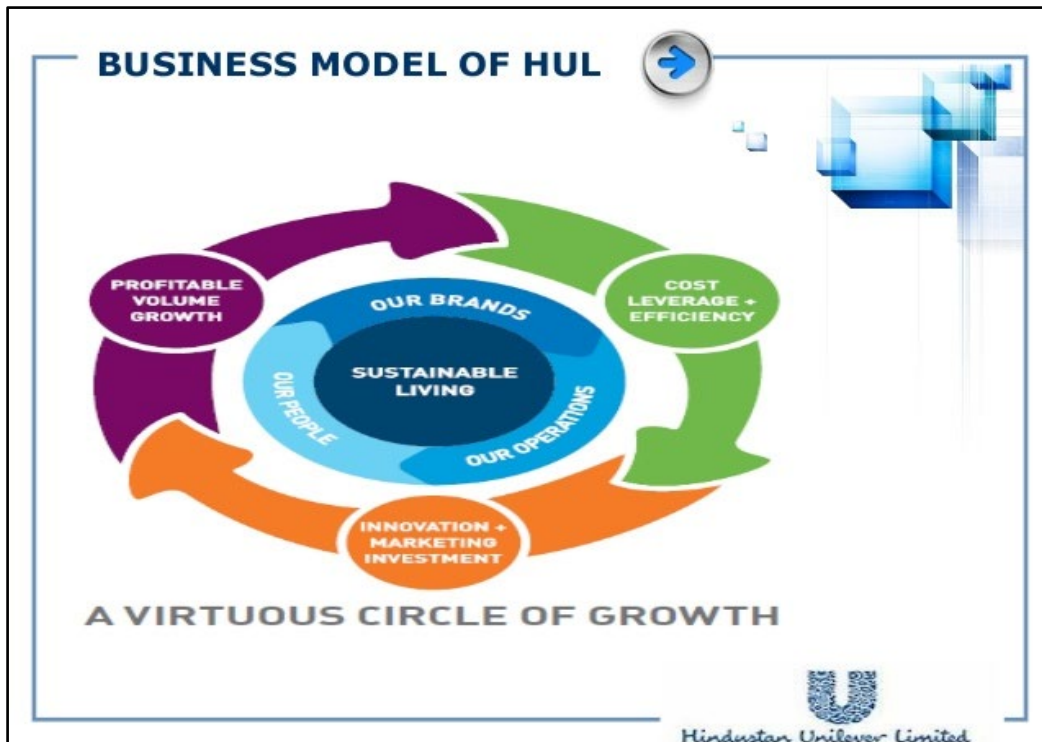 BUSINESS MODEL OF HUL
PROFITABLE
VOLUME
GROWTH
COST
LEVERAGE +
EFFICIENCY
OUR BRANDS
SUSTAINABLE
LIVING
OUR PEOPLE
OUR OPERATIONS
INNOVATION +
MARKETING
INVESTMENT
A VIRTUOUS CIRCLE OF GROWTH
Hindustan Unilever Limited